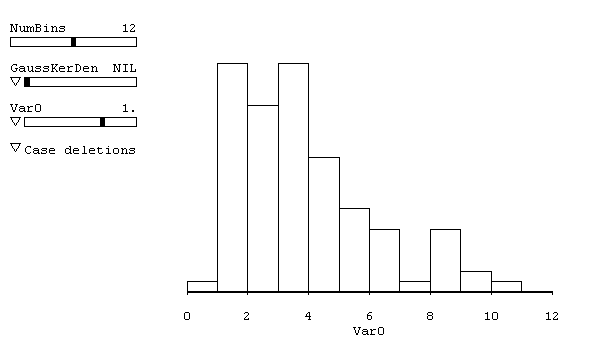 NumBins 12
GaussKerDen NIL
Var0 1.
Case deletions
0 2 4 6 8 10 12
Var0